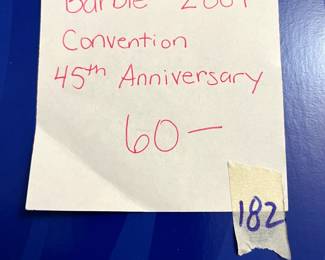 Barbie
Convention
45th Anniversary
60-
182